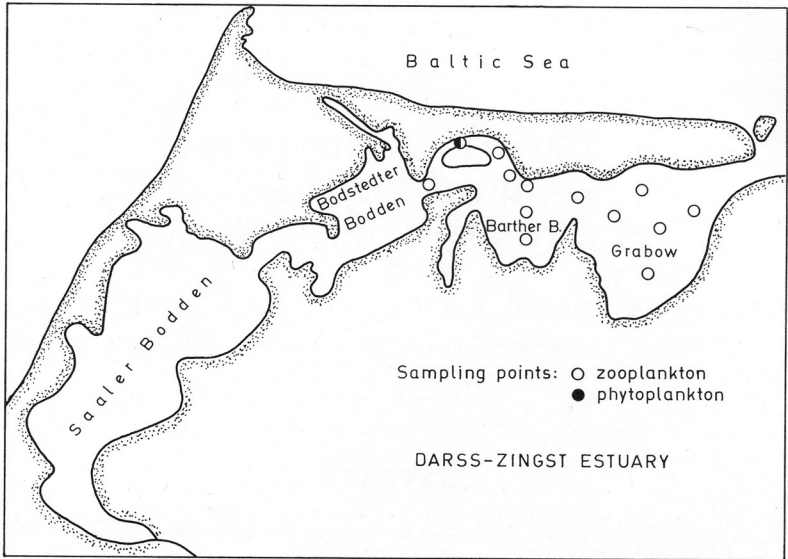 Baltic Sea
Bodstedter
Bodden
Barther B.
Grabow
Saaler Bodden
Sampling points: zooplankton
phytoplankton
DARSS-ZINGST ESTUARY